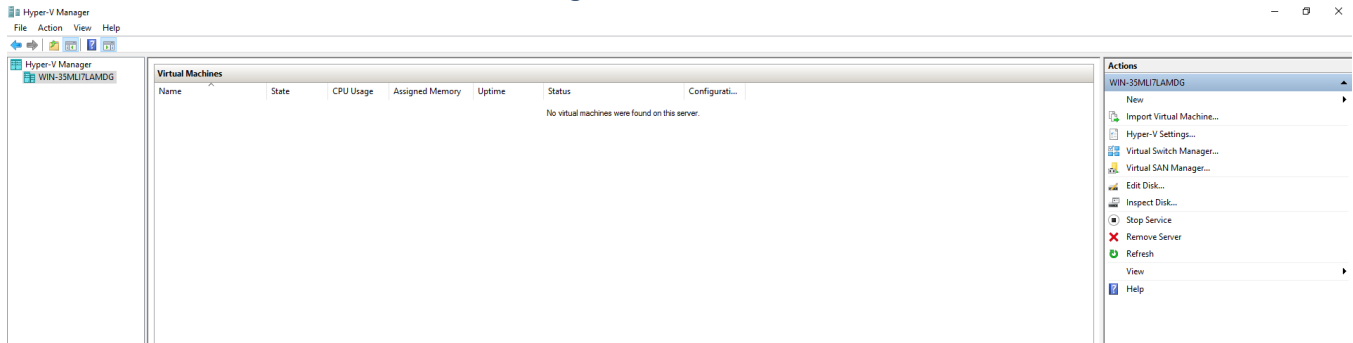 Hyper-V Manager
File Action View Help
Hyper-V Manager
WIN-35MLI7LAMDG
Virtual Machines
Name State CPU Usage Assigned Memory Uptime Status Configurati...
No virtual machines were found on this server.
Actions
WIN-35MLI7LAMDG
New
Import Virtual Machine...
Hyper-V Settings...
Virtual Switch Manager...
Virtual SAN Manager...
Edit Disk...
Inspect Disk...
Stop Service
Remove Server
Refresh
View
Help